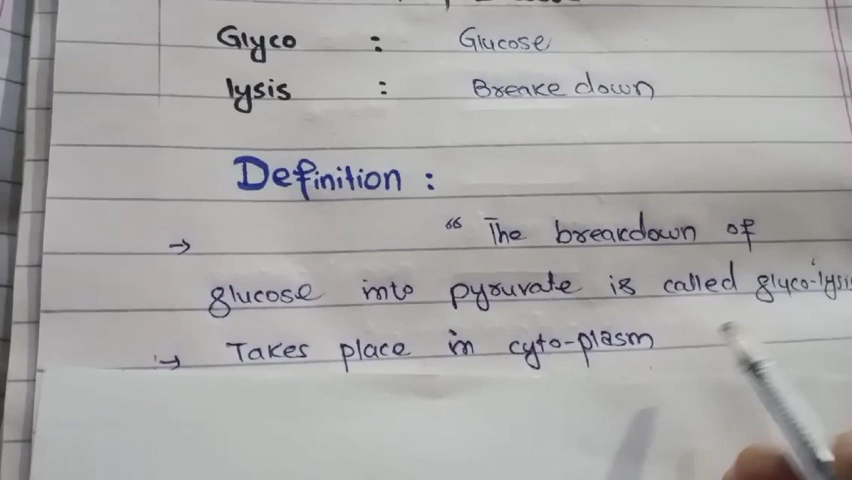 Glyco : Glucose
lysis : Breake down
Definition :
→ “ The breakdown of
glucose into pyruvate is called glyco-lysis
→ Takes place in cyto-plasm